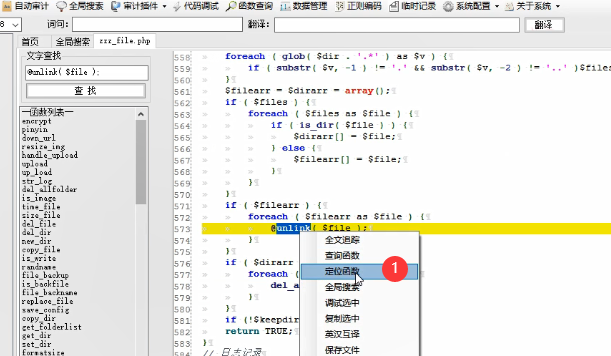 自动审计 全局搜索 审计插件 代码调试 函数查询 数据管理 正则编码 临时记录 系统配置 关于系统
8 词问: 翻译: 翻译
首页 全局搜索 zzz_file.php
文字查找
@unlink( $file );
查 找
函数列表
encrypt
pinyin
down_url
resize_img
handle_upload
upload
up_load
str_log
del_allfolder
is_image
time_file
size_file
del_file
del_dir
new_dir
copy_file
is_write
randname
file_backup
is_backfile
file_backname
replace_file
save_config
copy_dir
get_folderlist
get_dir
set_dir
formatsize
558 foreach ( glob( $dir . '.*' ) as $v ) {
559 if ( substr( $v, -1 ) != '.' && substr( $v, -2 ) != '..' )$file
560 }
561 $filearr = $dirarr = array();
562 if ( $files ) {
563 foreach ( $files as $file ) {
564 if ( is_dir( $file ) ) {
565 $dirarr[] = $file;
566 } else {
567 $filearr[] = $file;
568 }
569 }
570 }
571 if ( $filearr ) {
572 foreach ( $filearr as $file ) {
573 @unlink( $file );
574 }
575 }
576 if ( $dirarr
577 foreach (
578 del_a
579 }
580 }
581 if (!$keepdir
582 return TRUE;
583 }
584 // 日志记录
全文追踪
查询函数
定位函数 1
全局搜索
调试选中
复制选中
英汉互译
保存文件